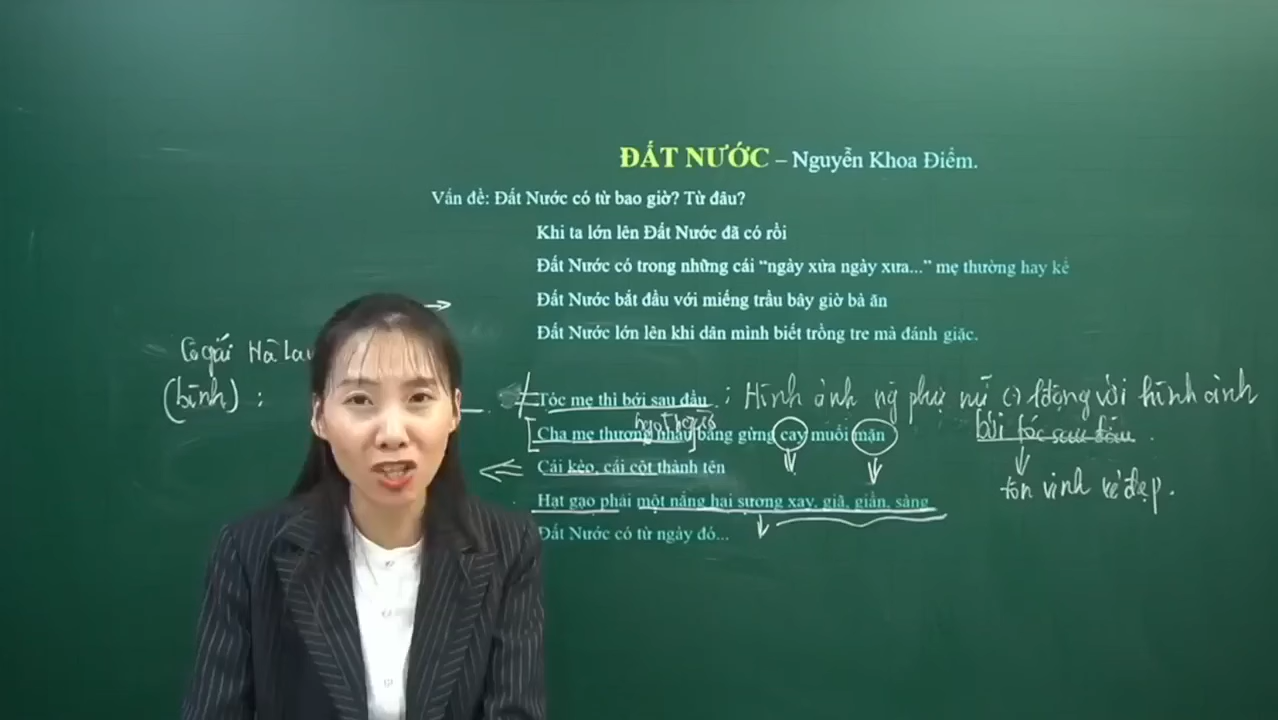 ĐẤT NƯỚC – Nguyễn Khoa Điềm.
Vấn đề: Đất Nước có từ bao giờ? Từ đâu?
Khi ta lớn lên Đất Nước đã có rồi
Đất Nước có trong những cái “ngày xửa ngày xưa...” mẹ thường hay kể
Đất Nước bắt đầu với miếng trầu bây giờ bà ăn
Đất Nước lớn lên khi dân mình biết trồng tre mà đánh giặc.
Cô gái Hà Lan
(bình) :
Tóc mẹ thì bới sau đầu : Hình ảnh ng phụ nữ động với hình ảnh
bới tóc sau đầu .
Cha mẹ thương nhau bằng gừng cay muối mặn
Cái kèo, cái cột thành tên
tôn vinh vẻ đẹp.
Hạt gạo phải một nắng hai sương xay, giã, giần, sàng
Đất Nước có từ ngày đó...